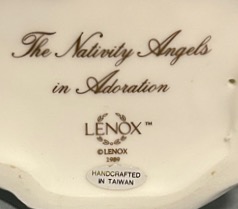 The Nativity Angels
in Adoration
LENOX™
© LENOX
1989
HANDCRAFTED
IN TAIWAN